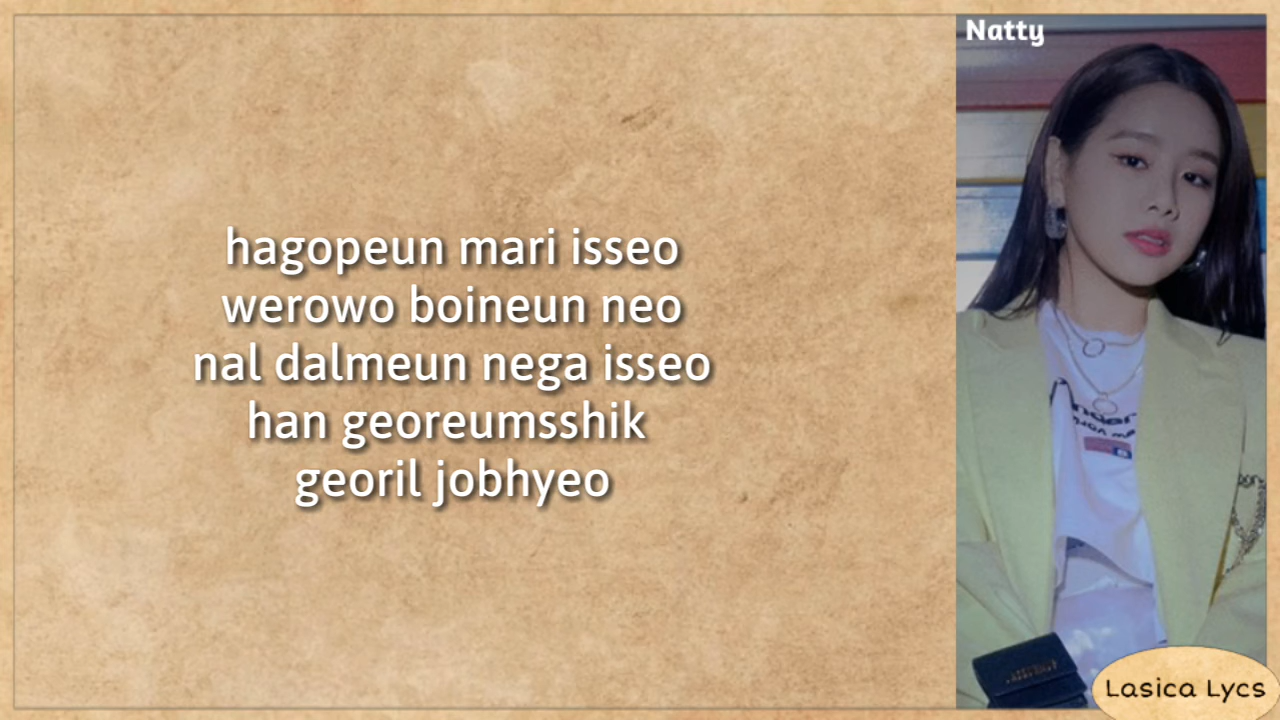 Natty
hagopeun mari isseo
werowo boineun neo
nal dalmeun nega isseo
han georeumsshik
georil jobhyeo
Lasica Lycs